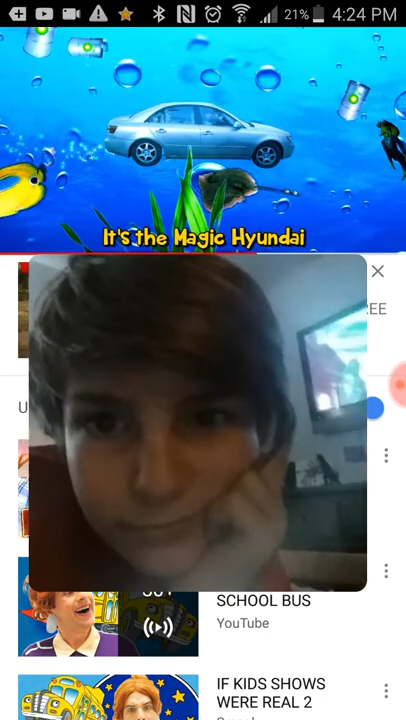 21% 4:24 PM
It's the Magic Hyundai
EE
U
SCHOOL BUS
YouTube
IF KIDS SHOWS
WERE REAL 2